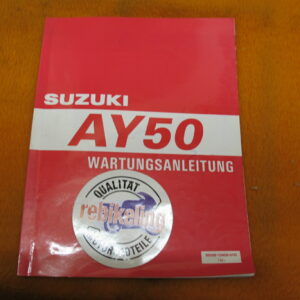 SUZUKI
AY50
WARTUNGSANLEITUNG
QUALITÄT
rebikeling